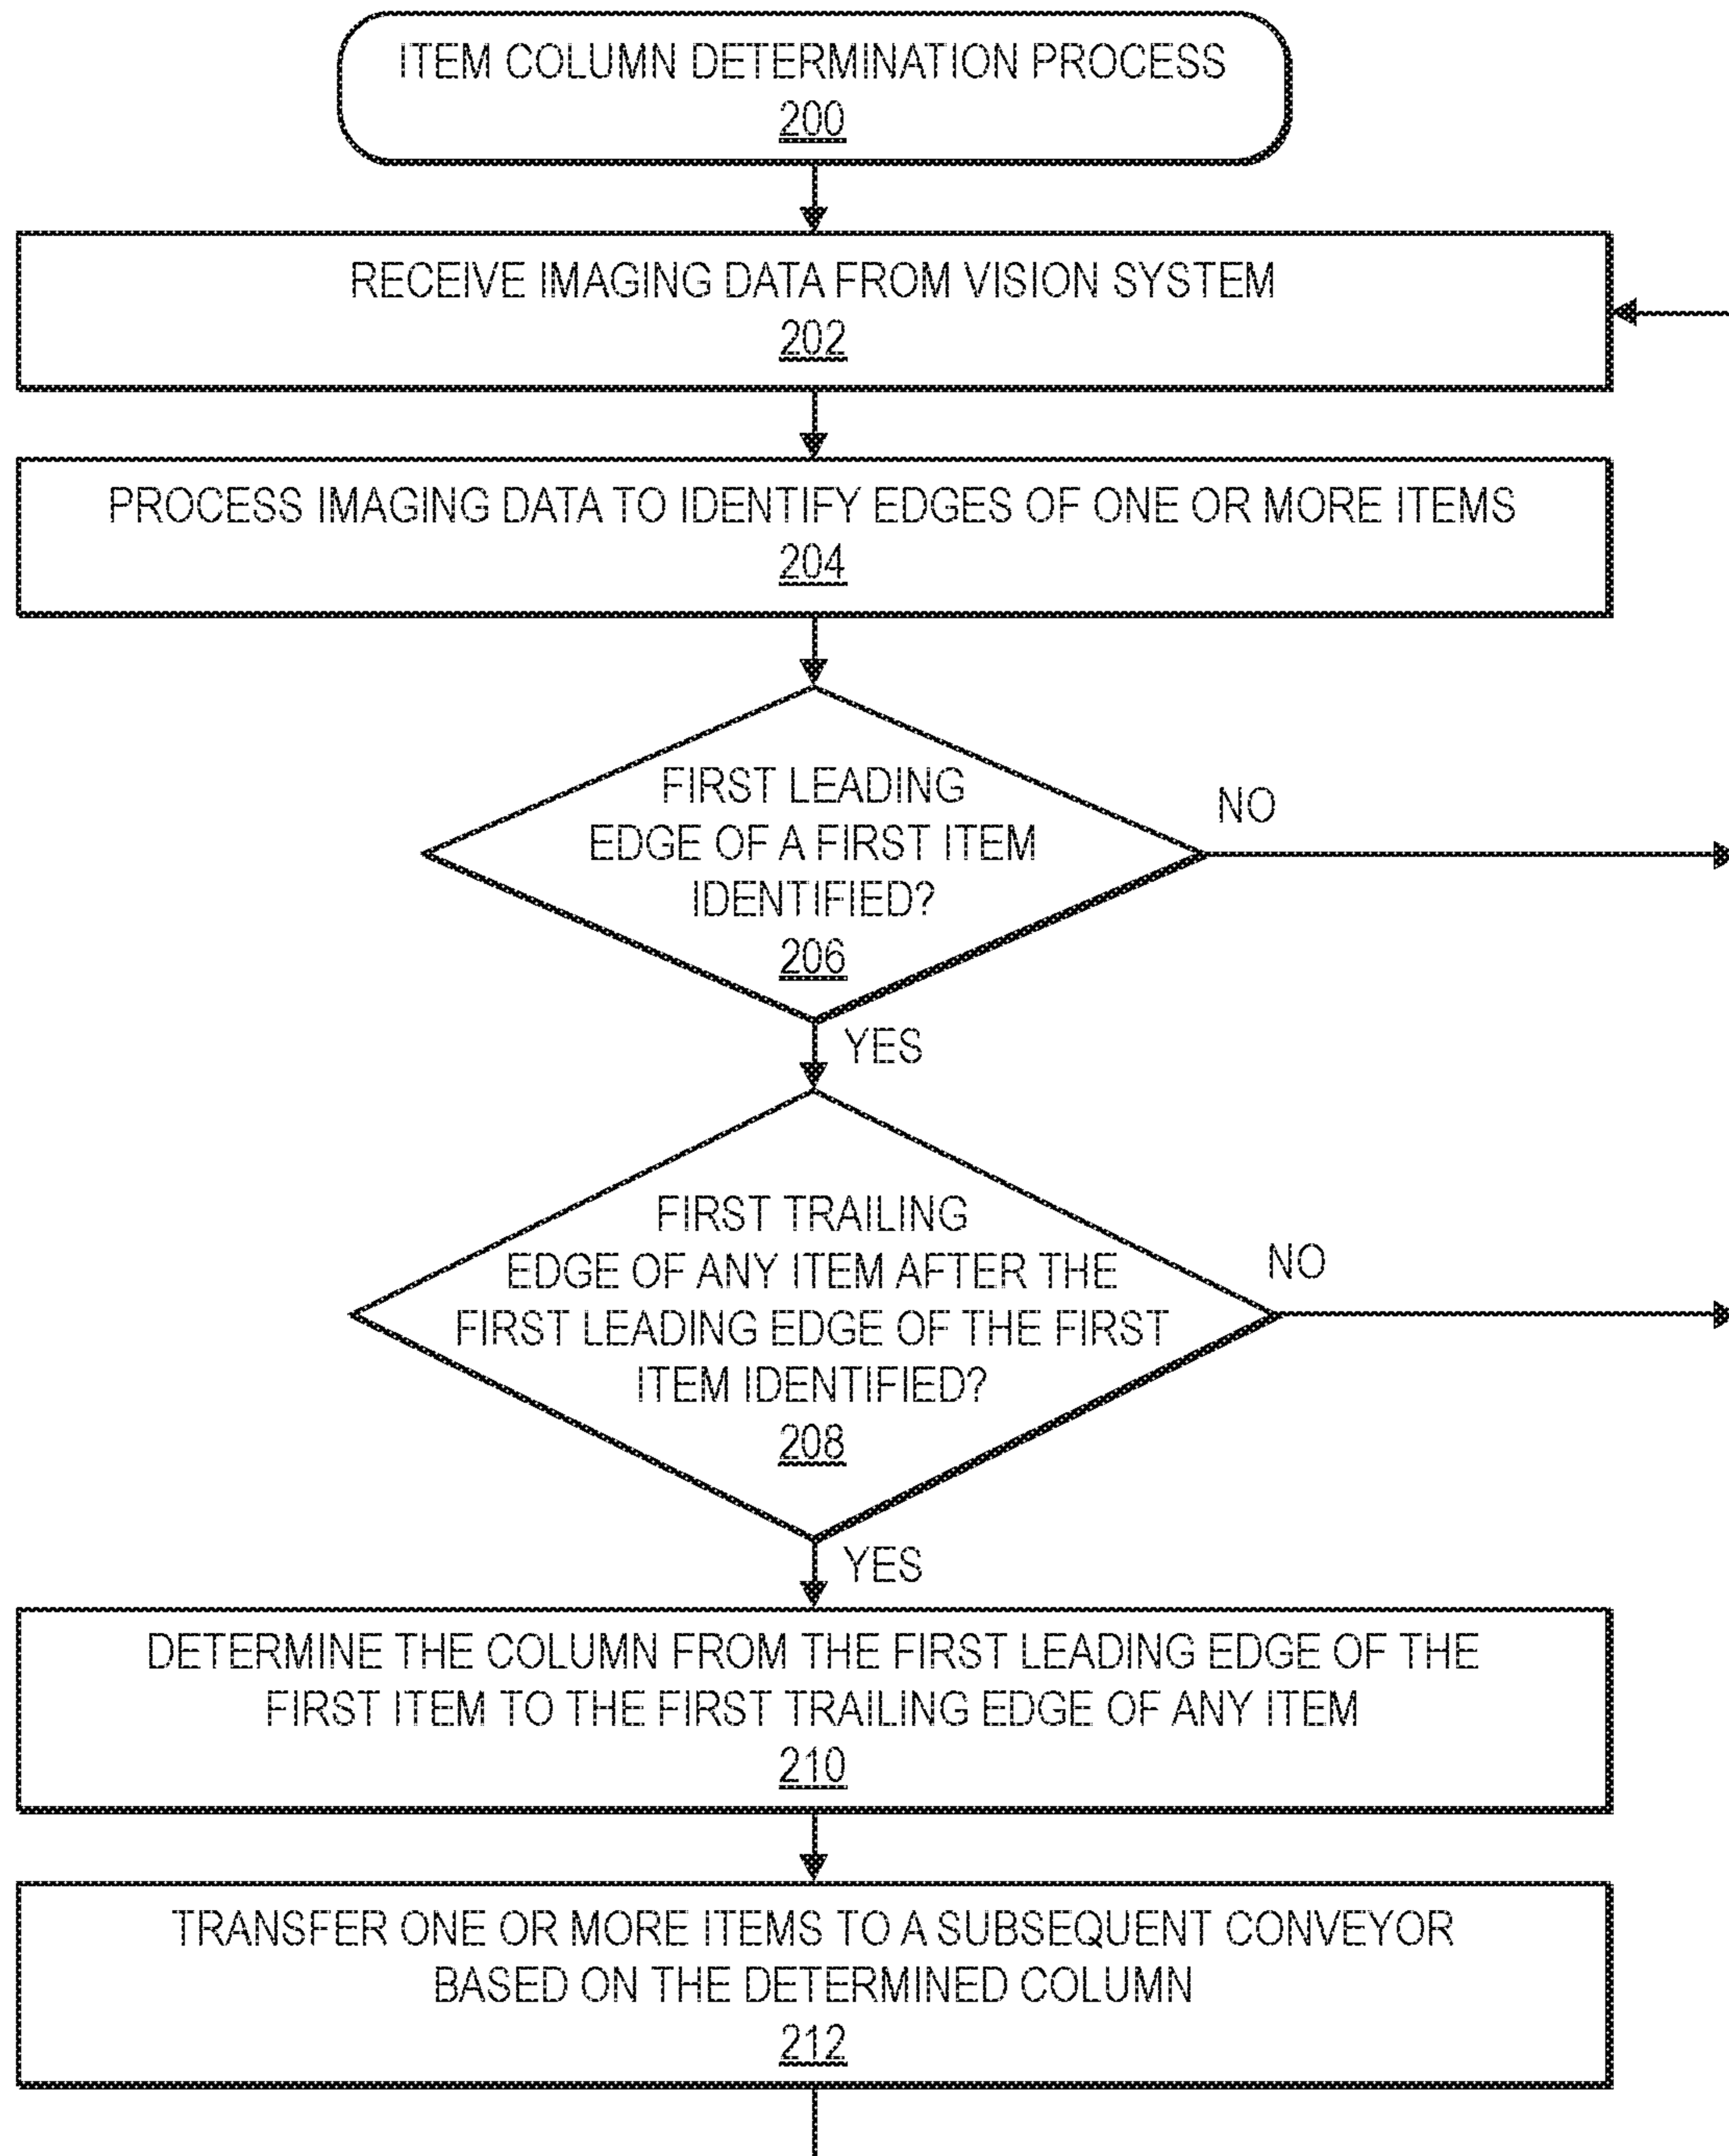 ITEM COLUMN DETERMINATION PROCESS
200
RECEIVE IMAGING DATA FROM VISION SYSTEM
202
PROCESS IMAGING DATA TO IDENTIFY EDGES OF ONE OR MORE ITEMS
204
FIRST LEADING
EDGE OF A FIRST ITEM
IDENTIFIED?
206
NO
YES
FIRST TRAILING
EDGE OF ANY ITEM AFTER THE
FIRST LEADING EDGE OF THE FIRST
ITEM IDENTIFIED?
208
NO
YES
DETERMINE THE COLUMN FROM THE FIRST LEADING EDGE OF THE
FIRST ITEM TO THE FIRST TRAILING EDGE OF ANY ITEM
210
TRANSFER ONE OR MORE ITEMS TO A SUBSEQUENT CONVEYOR
BASED ON THE DETERMINED COLUMN
212